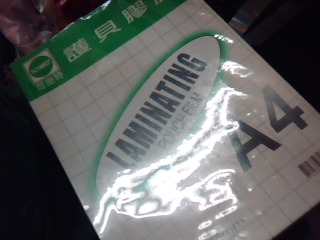 護貝膠膜
LAMINATING
POUCH FILM
A4